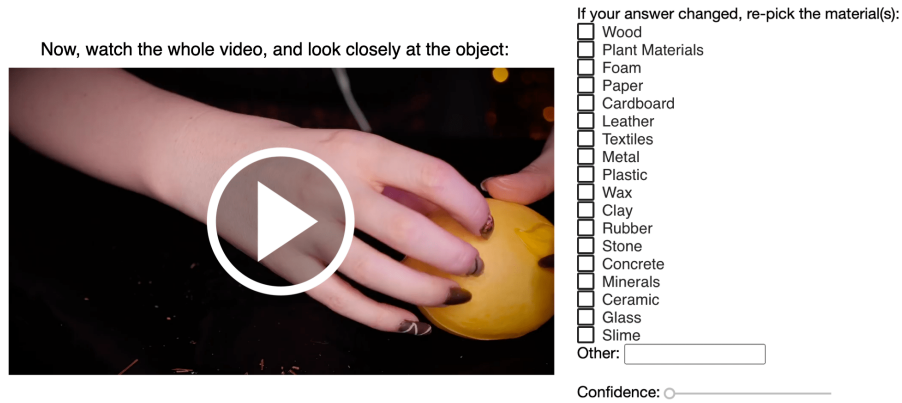 If your answer changed, re-pick the material(s):
Now, watch the whole video, and look closely at the object:
Wood
Plant Materials
Foam
Paper
Cardboard
Leather
Textiles
Metal
Plastic
Wax
Clay
Rubber
Stone
Concrete
Minerals
Ceramic
Glass
Slime
Other:
Confidence: